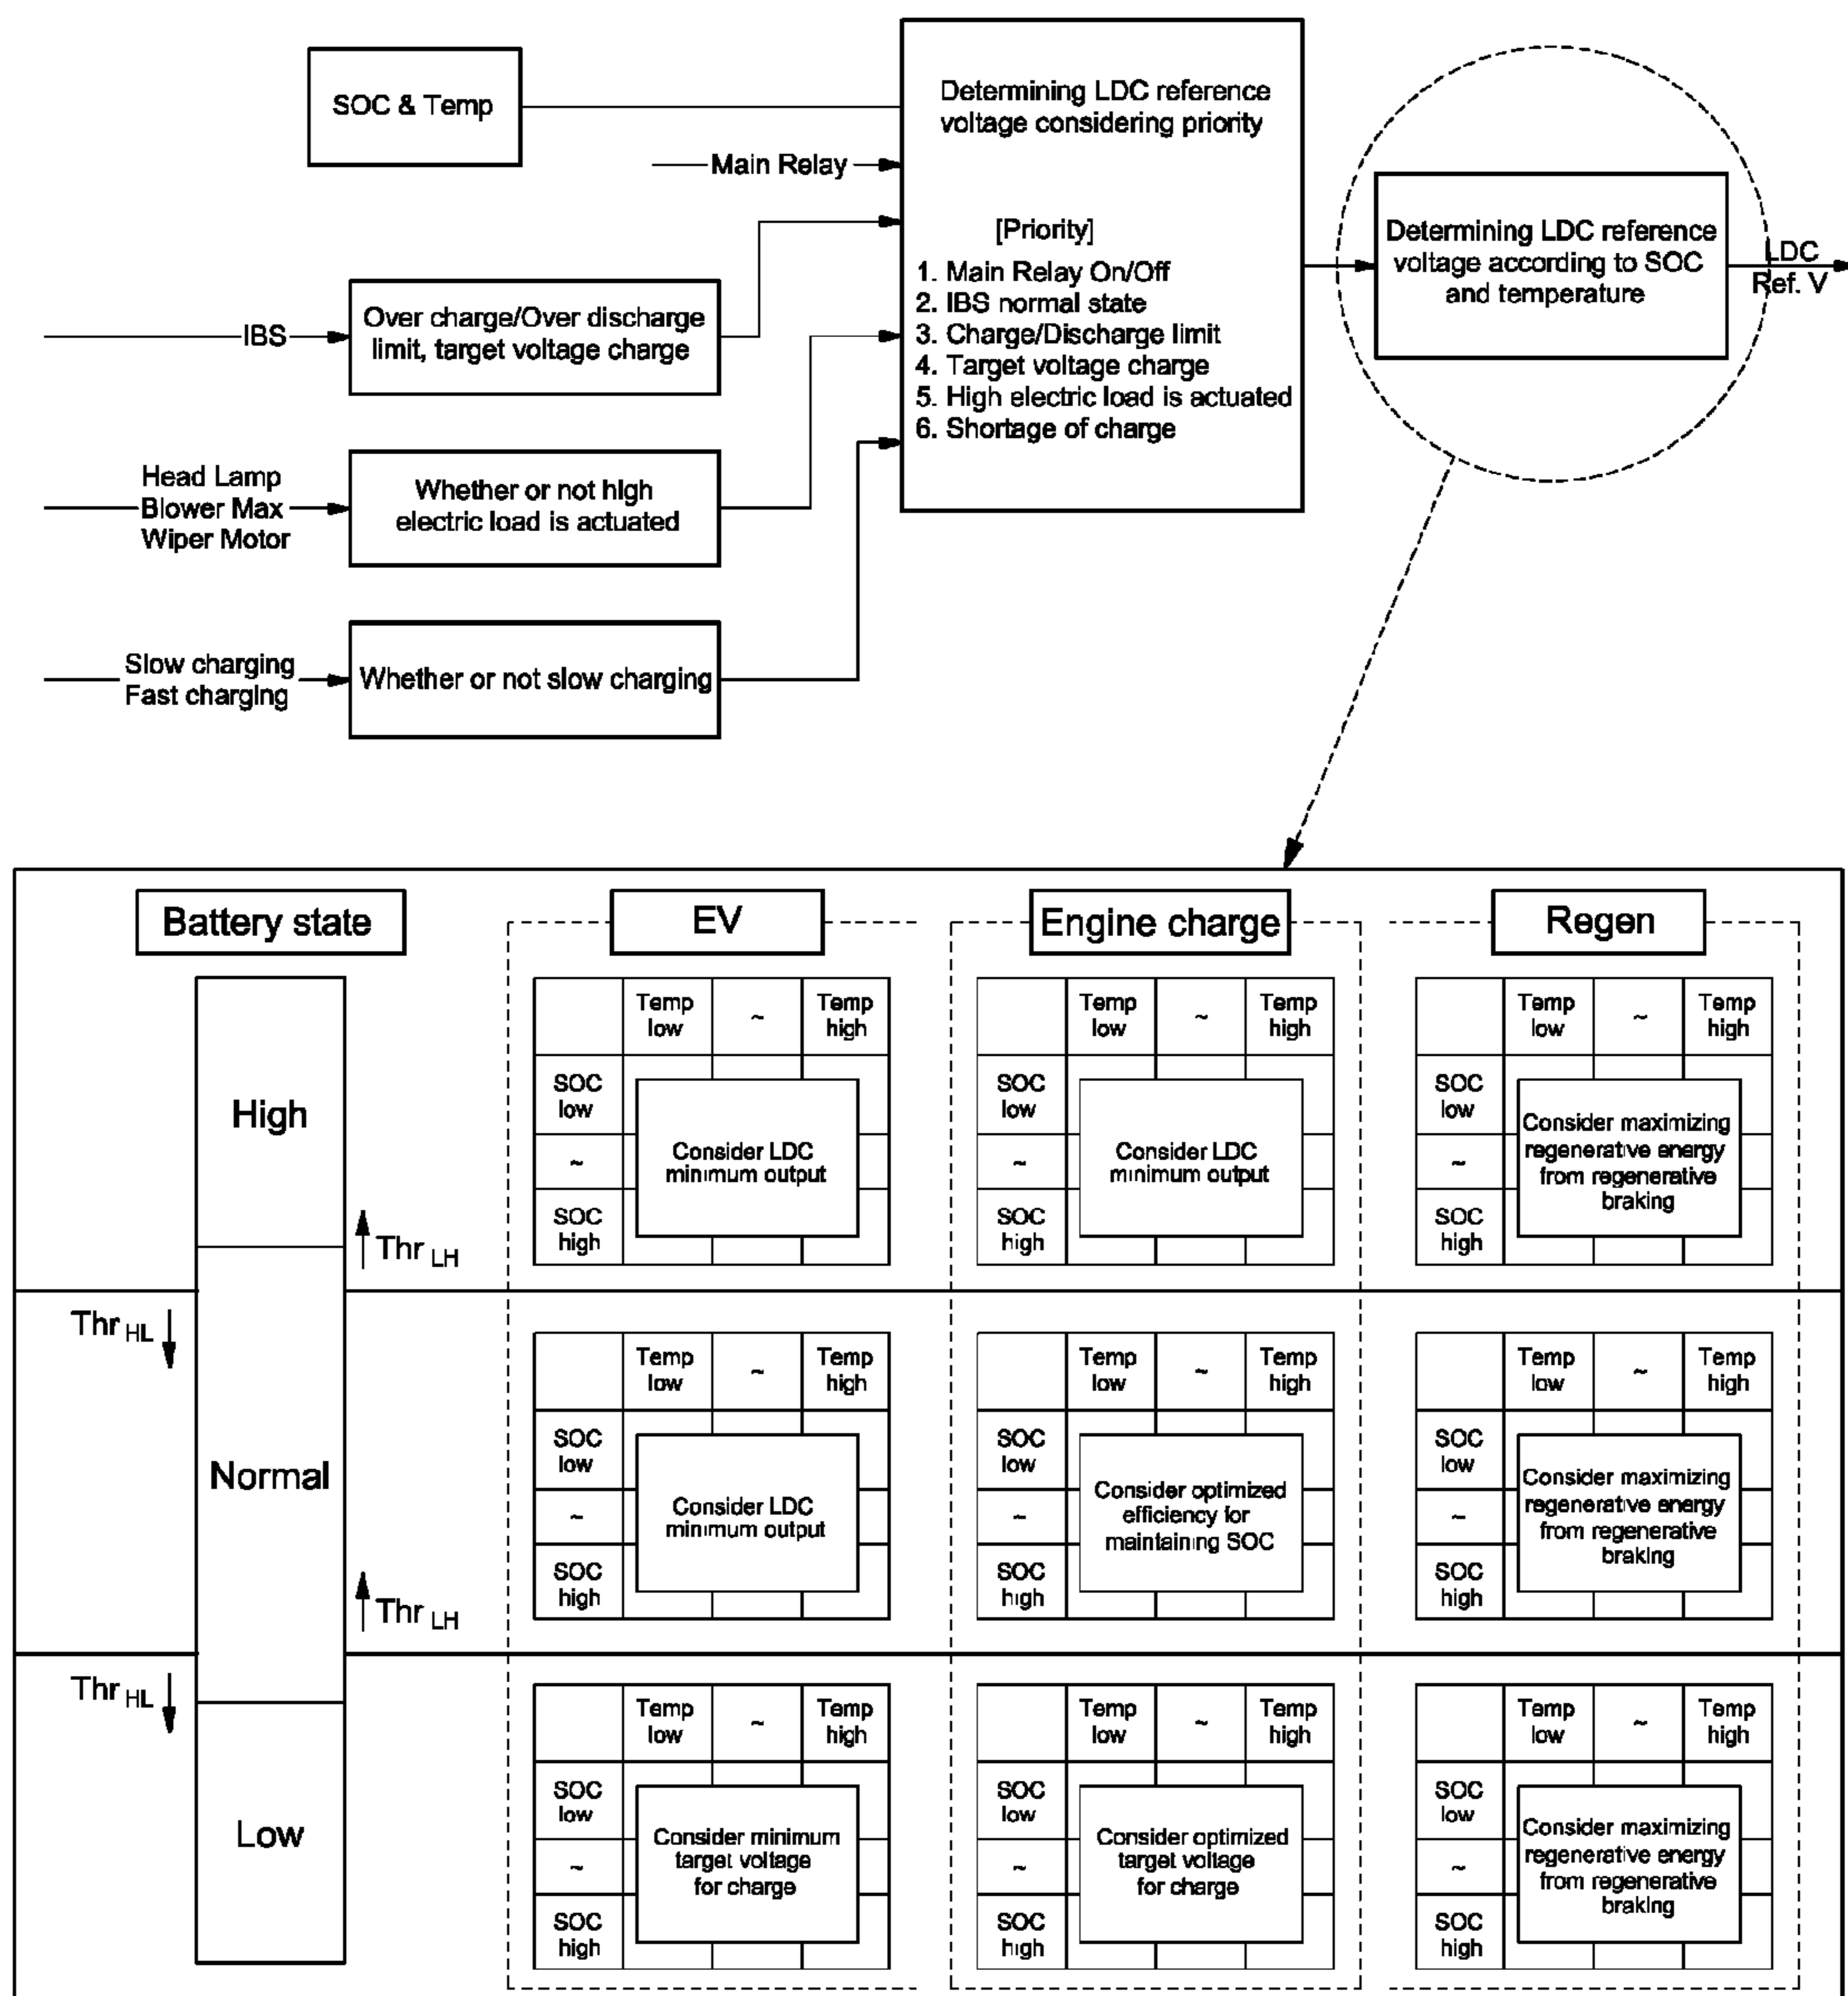 SOC & Temp
Main Relay
Determining LDC reference
voltage considering priority
[Priority]
1. Main Relay On/Off
2. IBS normal state
3. Charge/Discharge limit
4. Target voltage charge
5. High electric load is actuated
6. Shortage of charge
Determining LDC reference
voltage according to SOC
and temperature
LDC
Ref. V
IBS
Over charge/Over discharge
limit, target voltage charge
Head Lamp
Blower Max
Wiper Motor
Whether or not high
electric load is actuated
Slow charging
Fast charging
Whether or not slow charging
Battery state
EV
Engine charge
Regen
High
Thr LH
Temp
low
~
Temp
high
SOC
low
~
SOC
high
Consider LDC
minimum output
Temp
low
~
Temp
high
SOC
low
~
SOC
high
Consider LDC
minimum output
Temp
low
~
Temp
high
SOC
low
~
SOC
high
Consider maximizing
regenerative energy
from regenerative
braking
Thr HL
Normal
Thr LH
Temp
low
~
Temp
high
SOC
low
~
SOC
high
Consider LDC
minimum output
Temp
low
~
Temp
high
SOC
low
~
SOC
high
Consider optimized
efficiency for
maintaining SOC
Temp
low
~
Temp
high
SOC
low
~
SOC
high
Consider maximizing
regenerative energy
from regenerative
braking
Thr HL
Low
Temp
low
~
Temp
high
SOC
low
~
SOC
high
Consider minimum
target voltage
for charge
Temp
low
~
Temp
high
SOC
low
~
SOC
high
Consider optimized
target voltage
for charge
Temp
low
~
Temp
high
SOC
low
~
SOC
high
Consider maximizing
regenerative energy
from regenerative
braking